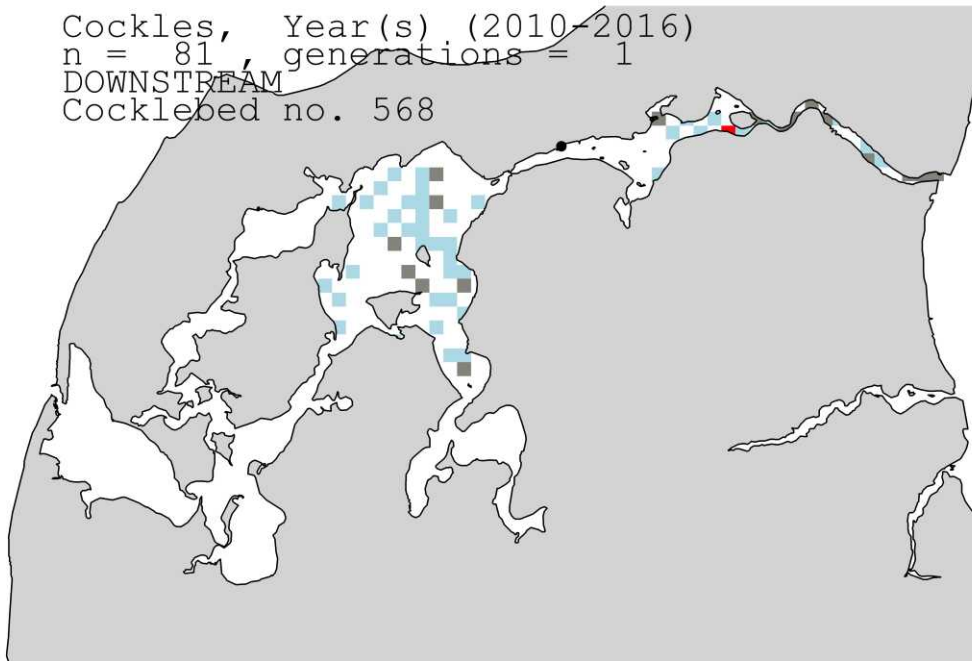 Cockles, Year(s) (2010-2016)
n = 81 , generations = 1
DOWNSTREAM
Cocklebed no. 568